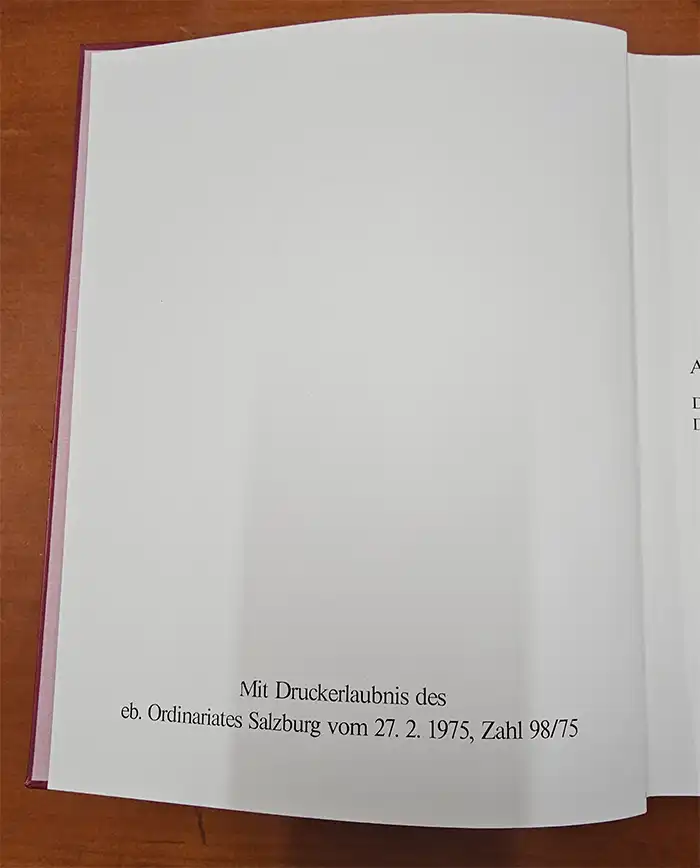 Mit Druckerlaubnis des
eb. Ordinariates Salzburg vom 27. 2. 1975, Zahl 98/75